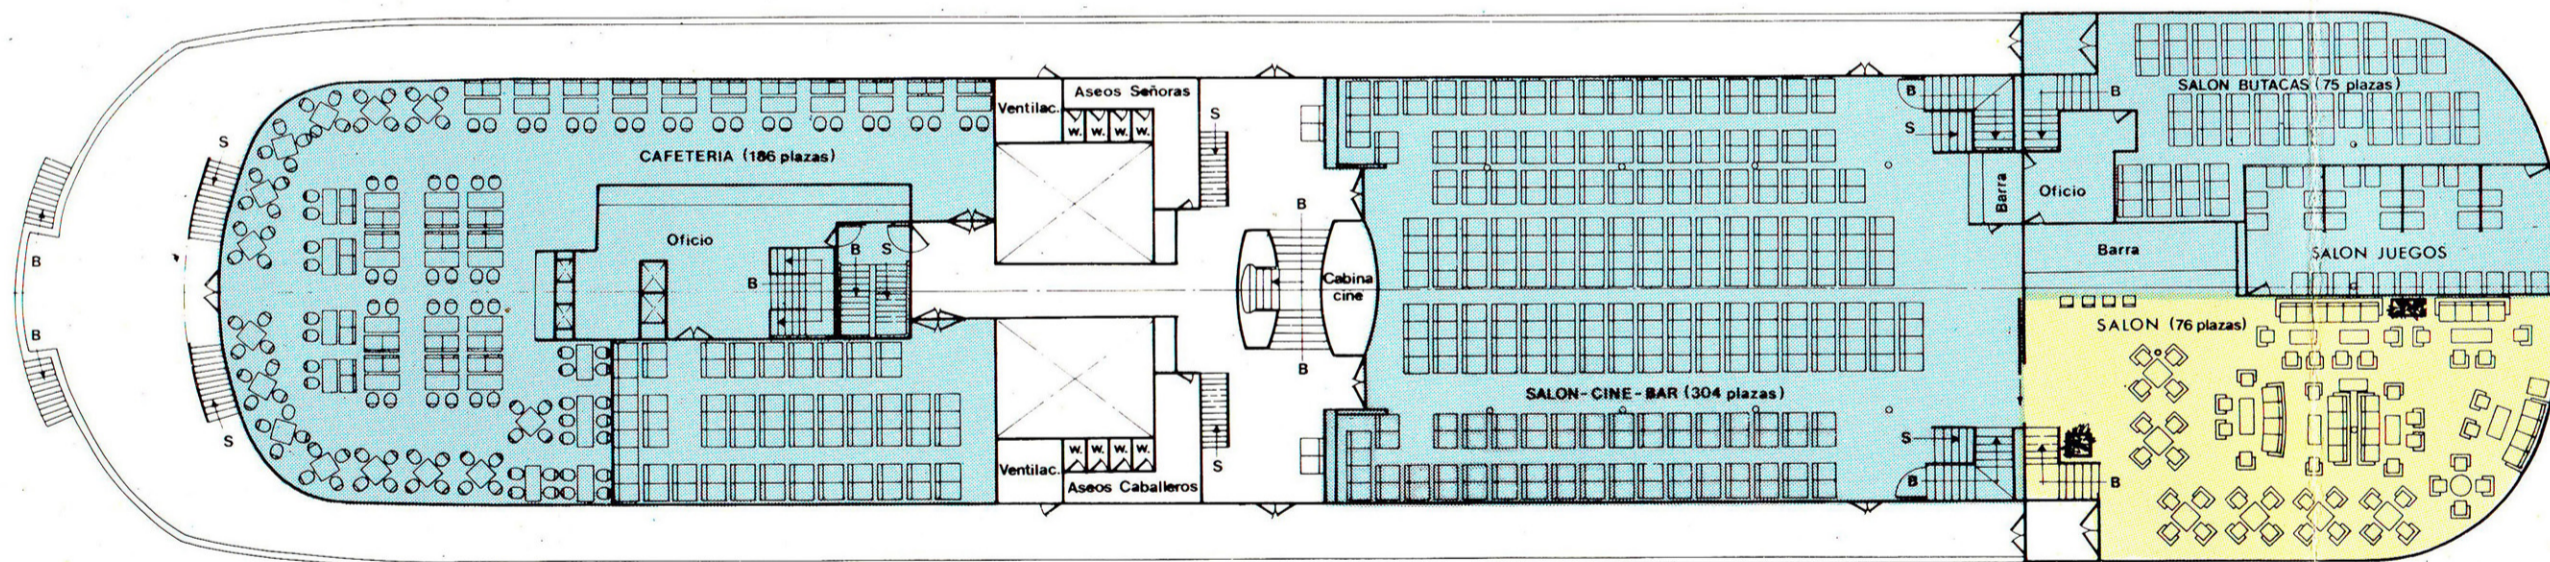 Ventilac.
Aseos Señoras
W. W. W. W.
S
B
S
SALON BUTACAS (75 plazas)
B
S
CAFETERIA (186 plazas)
Barra
Oficio
Oficio
B
S
B
B
S
B
Barra
SALON JUEGOS
Cabina
cine
B
B
SALON (76 plazas)
B
SALON-CINE-BAR (304 plazas)
S
S
W. W. W. W.
Ventilac.
Aseos Caballeros
S
B
B